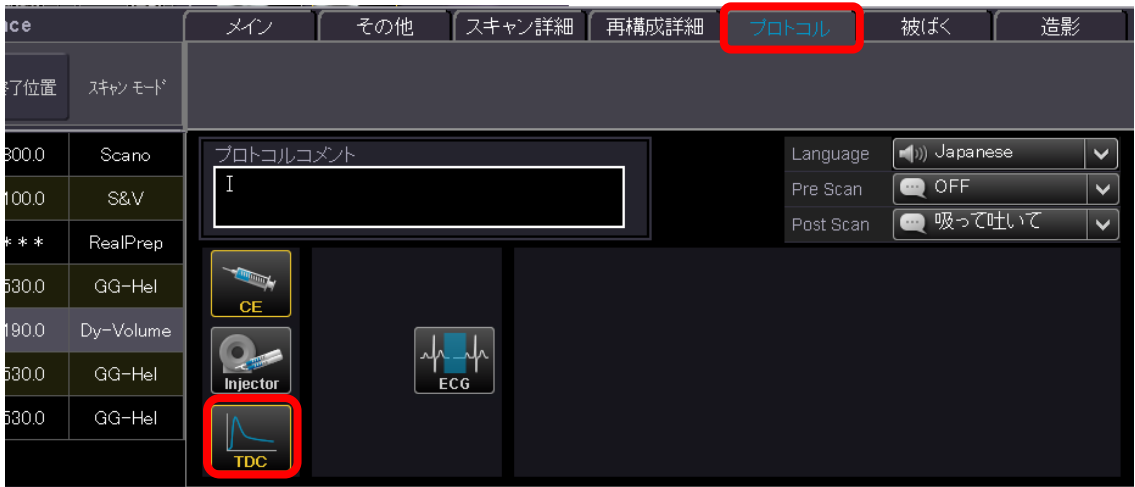 nce メイン その他 スキャン詳細 再構成詳細 プロトコル 被ばく 造影
了位置 スキャン モード
プロトコルコメント
Language Japanese
Pre Scan OFF
Post Scan 吸って吐いて
300.0 Scano
100.0 S&V
*** RealPrep
530.0 GG-Hel
190.0 Dy-Volume
530.0 GG-Hel
530.0 GG-Hel
CE
Injector
TDC
ECG